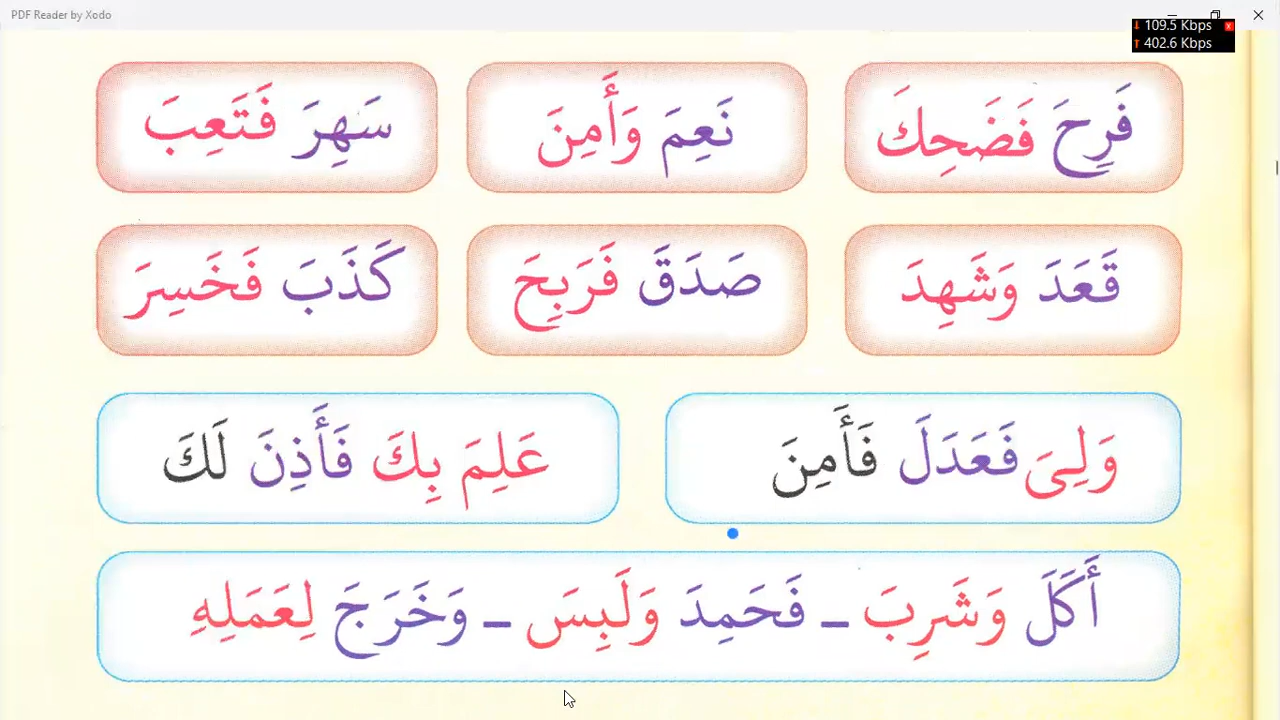 PDF Reader by Xodo
↓ 109.5 Kbps x
↑ 402.6 Kbps
فَرِحَ فَضَحِكَ
نَعِمَ وَأَمِنَ
سَهِرَ فَتَعِبَ
قَعَدَ وَشَهِدَ
صَدَقَ فَرَبِحَ
كَذَبَ فَخَسِرَ
وَلِىَ فَعَدَلَ فَأَمِنَ
عَلِمَ بِكَ فَأَذِنَ لَكَ
أَكَلَ وَشَرِبَ ـ فَحَمِدَ وَلَبِسَ ـ وَخَرَجَ لِعَمَلِهِ